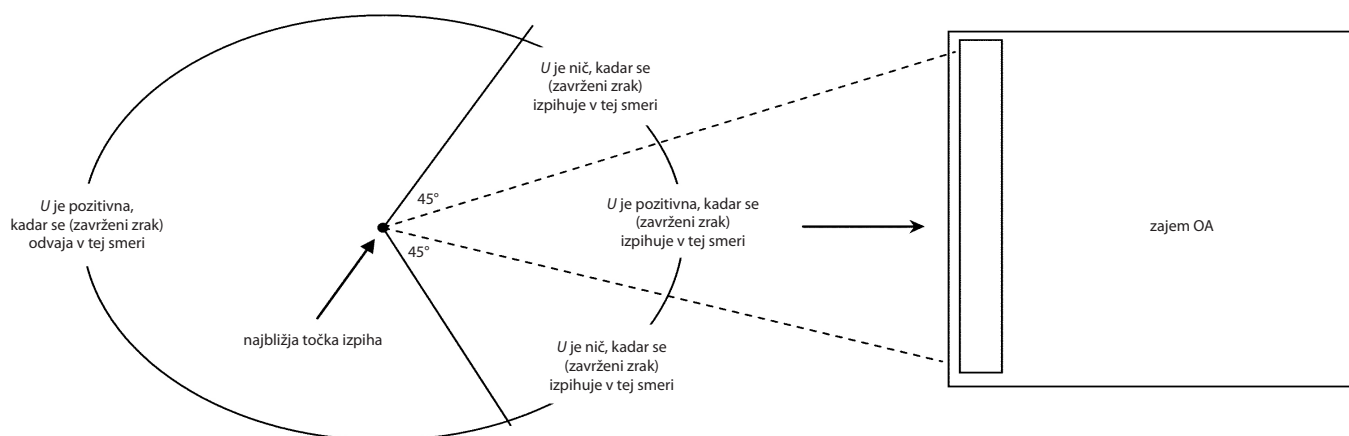 U je nič, kadar se
(zavrženi zrak)
izpihuje v tej smeri
45°
U je pozitivna,
kadar se (zavrženi zrak)
odvaja v tej smeri
U je pozitivna, kadar se
(zavrženi zrak)
izpihuje v tej smeri
zajem OA
45°
najbližja točka izpiha
U je nič, kadar se
(zavrženi zrak)
izpihuje v tej smeri